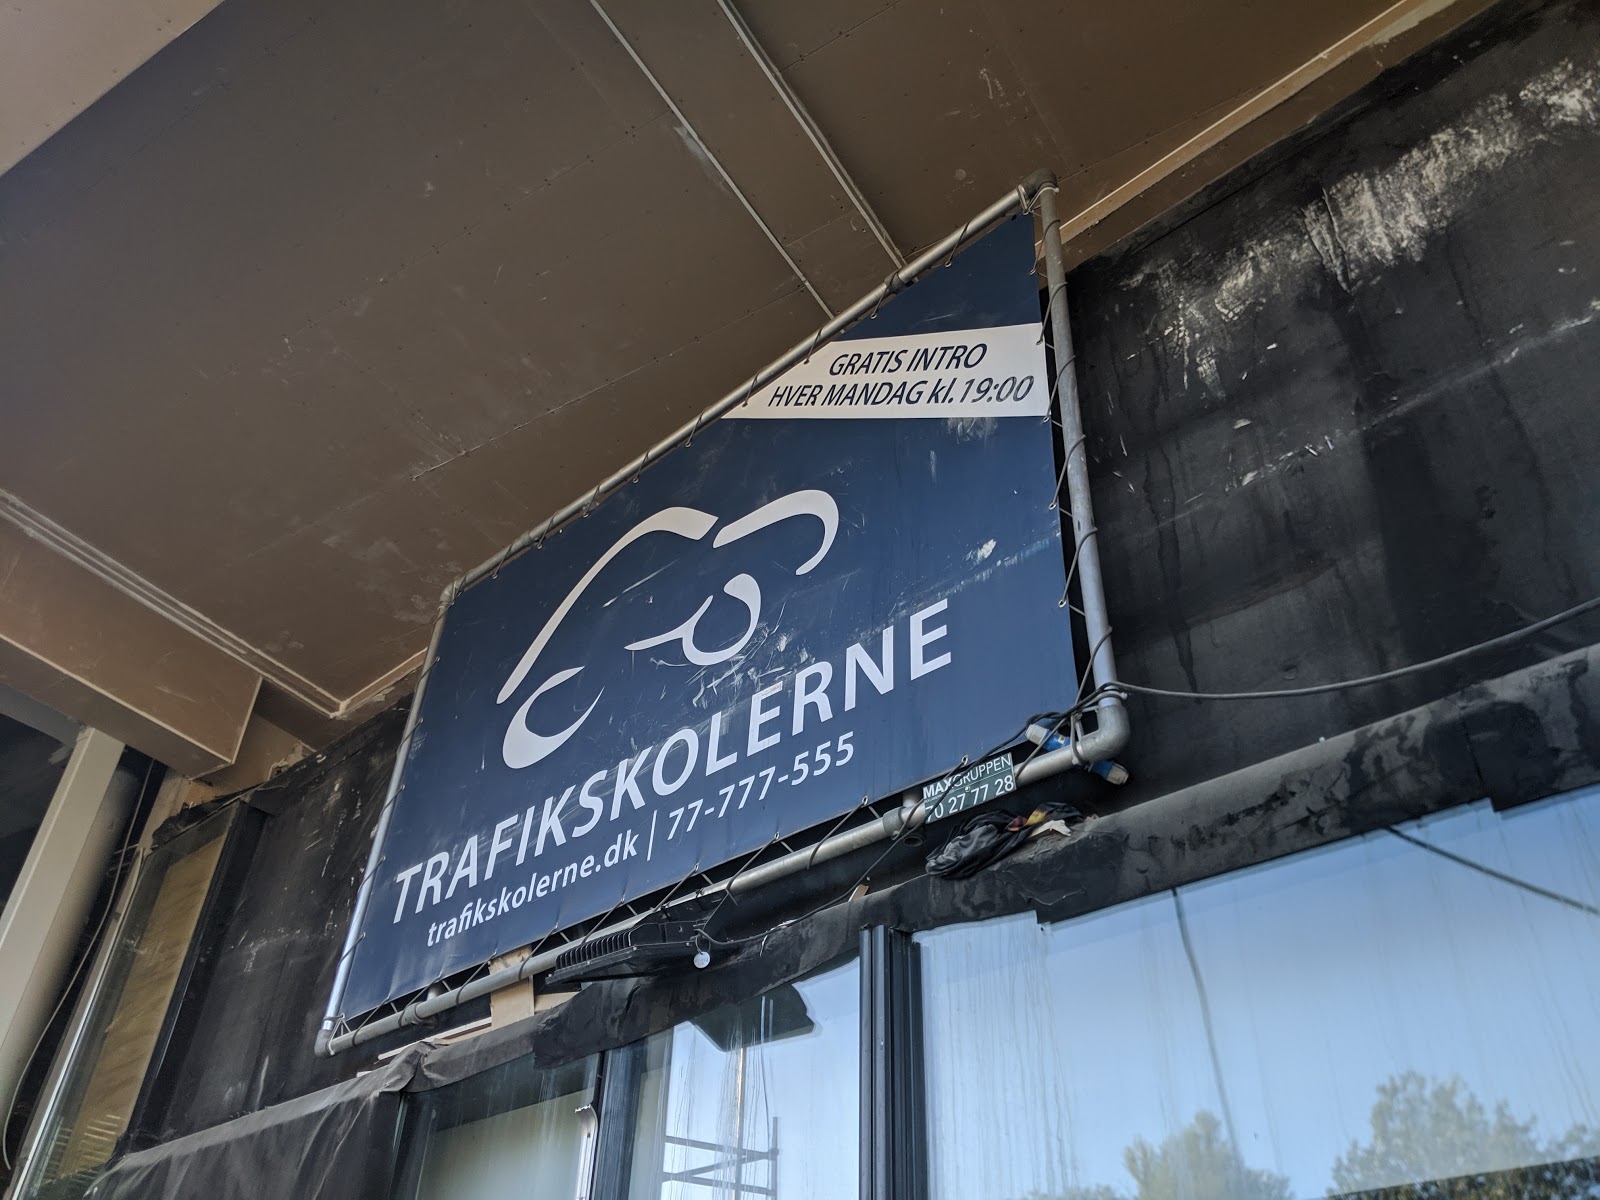 GRATIS INTRO
HVER MANDAG kl. 19:00
TRAFIKSKOLERNE
trafikskolerne.dk | 77-777-555
MAXGRUPPEN
70 27 77 28